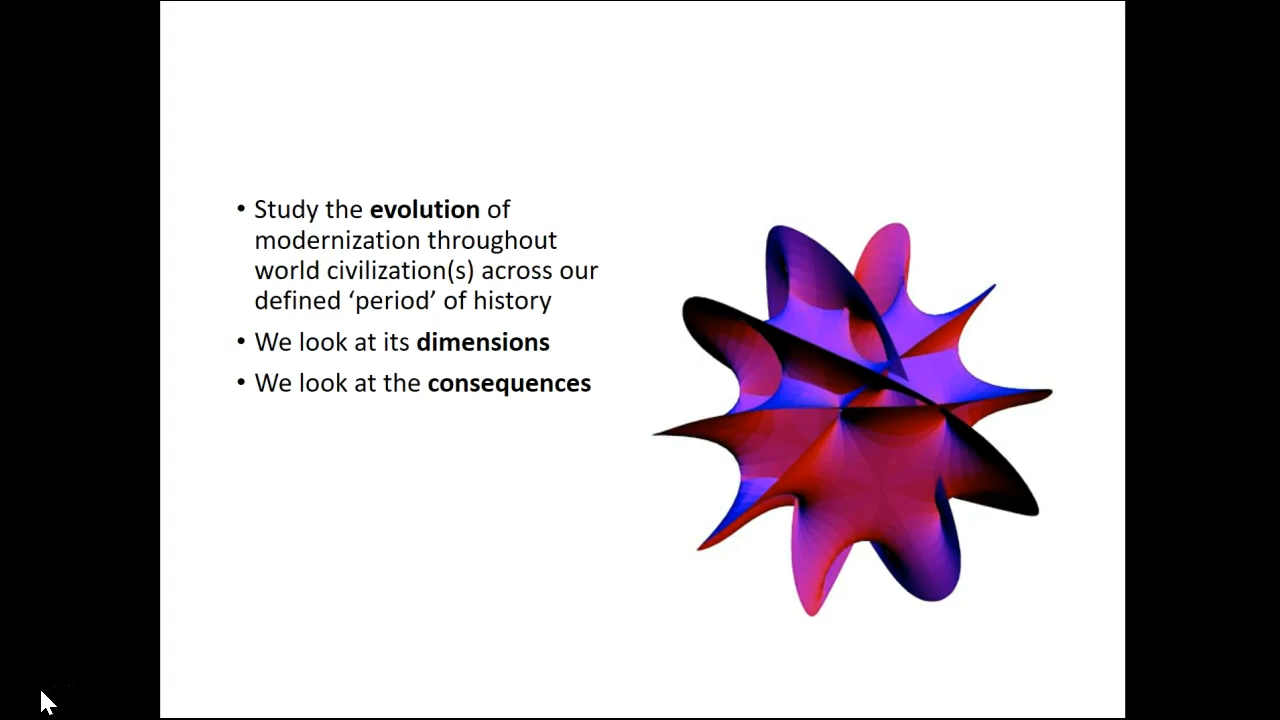 • Study the evolution of
modernization throughout
world civilization(s) across our
defined ‘period’ of history
• We look at its dimensions
• We look at the consequences